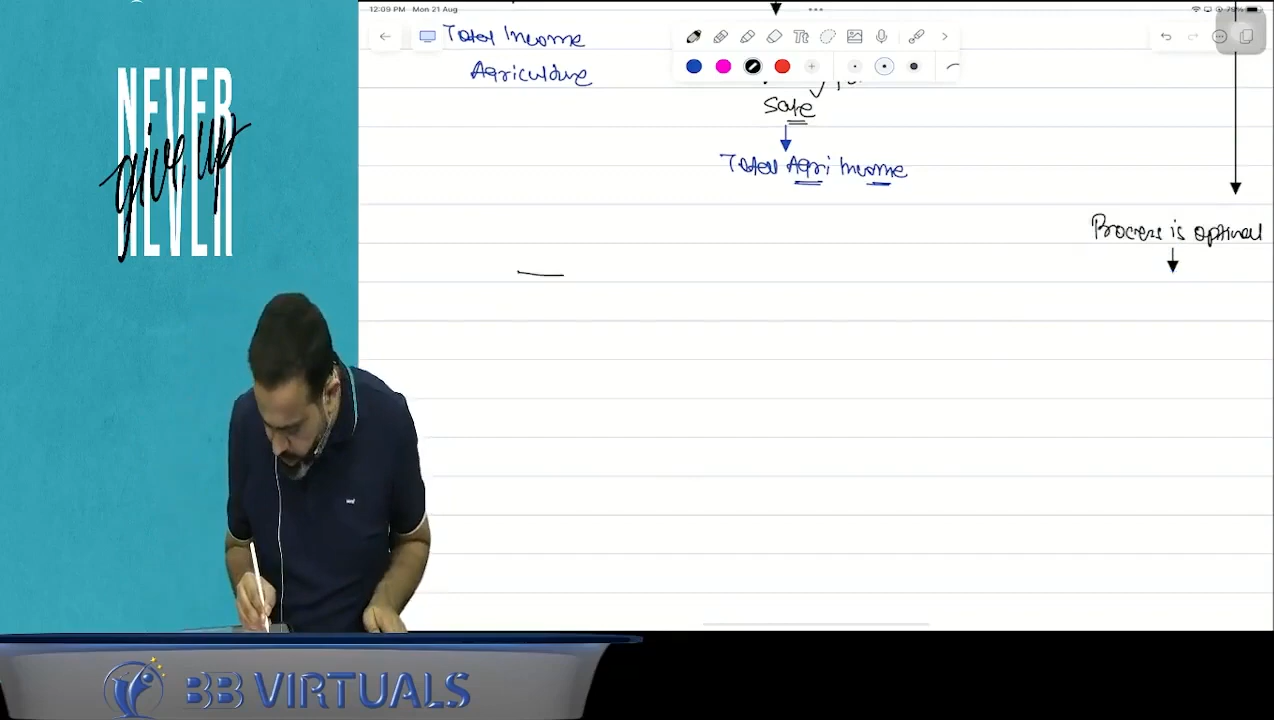 12:09 PM Mon 21 Aug
79%
Total Income
Agriculture
Sale
Total Agri Income
Process is optional
NEVER
give up
NEVER
BB VIRTUALS